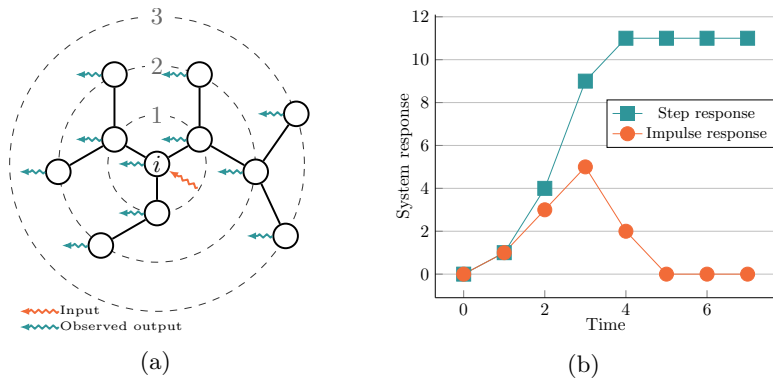 3
2
1
i
Input
Observed output
(a)
12
10
8
6
4
2
0
System response
Step response
Impulse response
0
2
4
6
Time
(b)